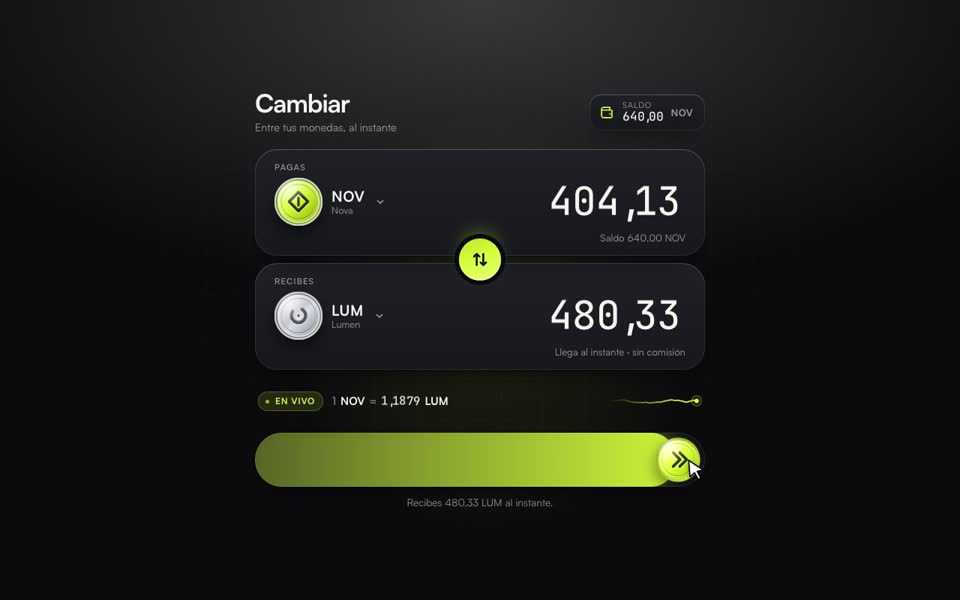 Cambiar
Entre tus monedas, al instante
SALDO
640,00 NOV
PAGAS
NOV
Nova
404,13
Saldo 640.00 NOV
RECIBES
LUM
Lumen
480,33
Llega al instante · sin comisión
EN VIVO
1 NOV = 1,1879 LUM
Recibes 480,33 LUM al instante.